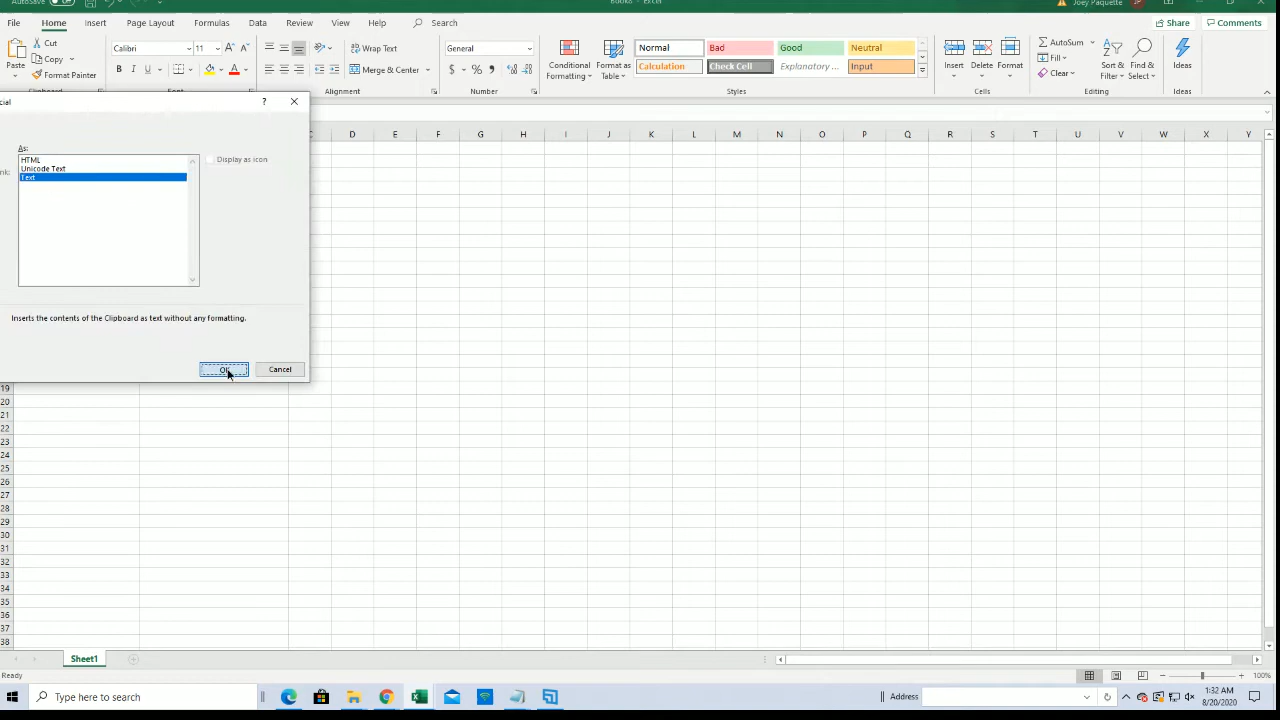 AutoSave Book8 - Excel Joey Paquette JP
File Home Insert Page Layout Formulas Data Review View Help Search Share Comments
Cut
Copy
Format Painter
Paste
Clipboard
Calibri 11 A A
B I U A
Font
Wrap Text
Merge & Center
Alignment
General
$ % ,
Number
Conditional Formatting
Format as Table
Normal Bad Good Neutral
Calculation Check Cell Explanatory ... Input
Styles
Insert Delete Format
Cells
AutoSum
Fill
Clear
Sort & Filter
Find & Select
Editing
Ideas
Ideas
cial ? ×
As:
HTML
Unicode Text
Text
nk:
Display as icon
Inserts the contents of the Clipboard as text without any formatting.
OK Cancel
C D E F G H I J K L M N O P Q R S T U V W X Y
19
20
21
22
23
24
25
26
27
28
29
30
31
32
33
34
35
36
37
38
Sheet1
Ready 100%
Type here to search Address 1:32 AM
8/20/2020